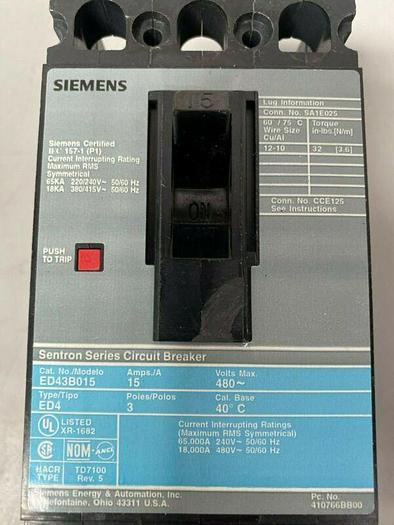 15
SIEMENS
Lug Information
Conn. No. SA1E025
60 / 75 C
Wire Size
Cu/Al
Torque
in-lbs.[N/m]
12-10
32 [3.6]
Conn. No. CCE125
See Instructions
Siemens Certified
IEC 157-1 (P1)
Current Interrupting Rating
Maximum RMS
Symmetrical
65KA 220/240V~ 50/60 Hz
18KA 380/415V~ 50/60 Hz
ON
PUSH
TO TRIP
Sentron Series Circuit Breaker
Cat. No./Modelo
ED43B015
Amps./A
15
Volts Max.
480~
Type/Tipo
ED4
Poles/Polos
3
Cal. Base
40° C
UL LISTED
XR-1682
Current Interrupting Ratings
(Maximum RMS Symmetrical)
65,000A 240V~ 50/60 Hz
18,000A 480V~ 50/60 Hz
SA NOM
HACR
TYPE
TD7100
Rev. 5
Siemens Energy & Automation, Inc.
Bellefontaine, Ohio 43311 U.S.A.
Pc. No.
410766BB00